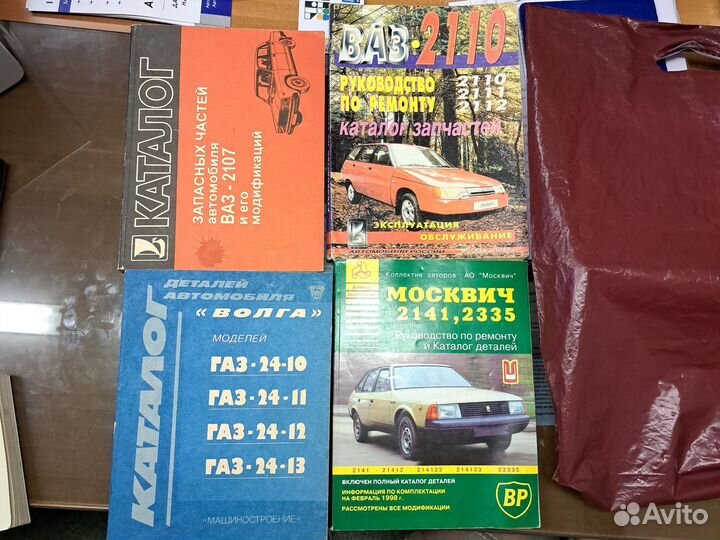 КАТАЛОГ
ЗАПАСНЫХ ЧАСТЕЙ
автомобиля
ВАЗ-2107
и его
модификаций
ВАЗ·2110
РУКОВОДСТВО
ПО РЕМОНТУ
2110
2111
2112
каталог запчастей
ЭКСПЛУАТАЦИЯ
ОБСЛУЖИВАНИЕ
АВТОМОБИЛИ РОССИИ
КАТАЛОГ
ДЕТАЛЕЙ
АВТОМОБИЛЯ
«ВОЛГА»
МОДЕЛЕЙ
ГАЗ-24-10
ГАЗ-24-11
ГАЗ-24-12
ГАЗ-24-13
"МАШИНОСТРОЕНИЕ"
Коллектив авторов АО "Москвич"
МОСКВИЧ
2141, 2335
Руководство по ремонту
и Каталог деталей
2141 - 21412 - 214122 - 214123 - 22335
ВКЛЮЧЕН ПОЛНЫЙ КАТАЛОГ ДЕТАЛЕЙ
ИНФОРМАЦИЯ ПО КОМПЛЕКТАЦИИ
НА ФЕВРАЛЬ 1998 г.
РАССМОТРЕНЫ ВСЕ МОДИФИКАЦИИ
BP
Avito